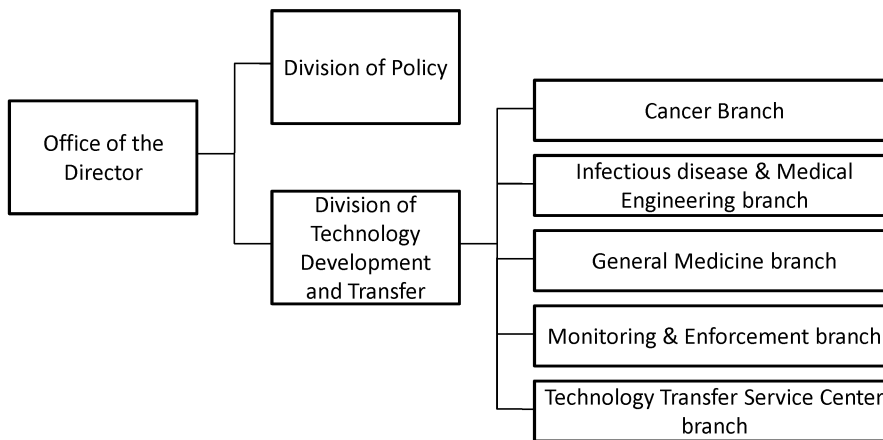 Office of the
Director
Division of Policy
Division of
Technology
Development
and Transfer
Cancer Branch
Infectious disease & Medical
Engineering branch
General Medicine branch
Monitoring & Enforcement branch
Technology Transfer Service Center
branch